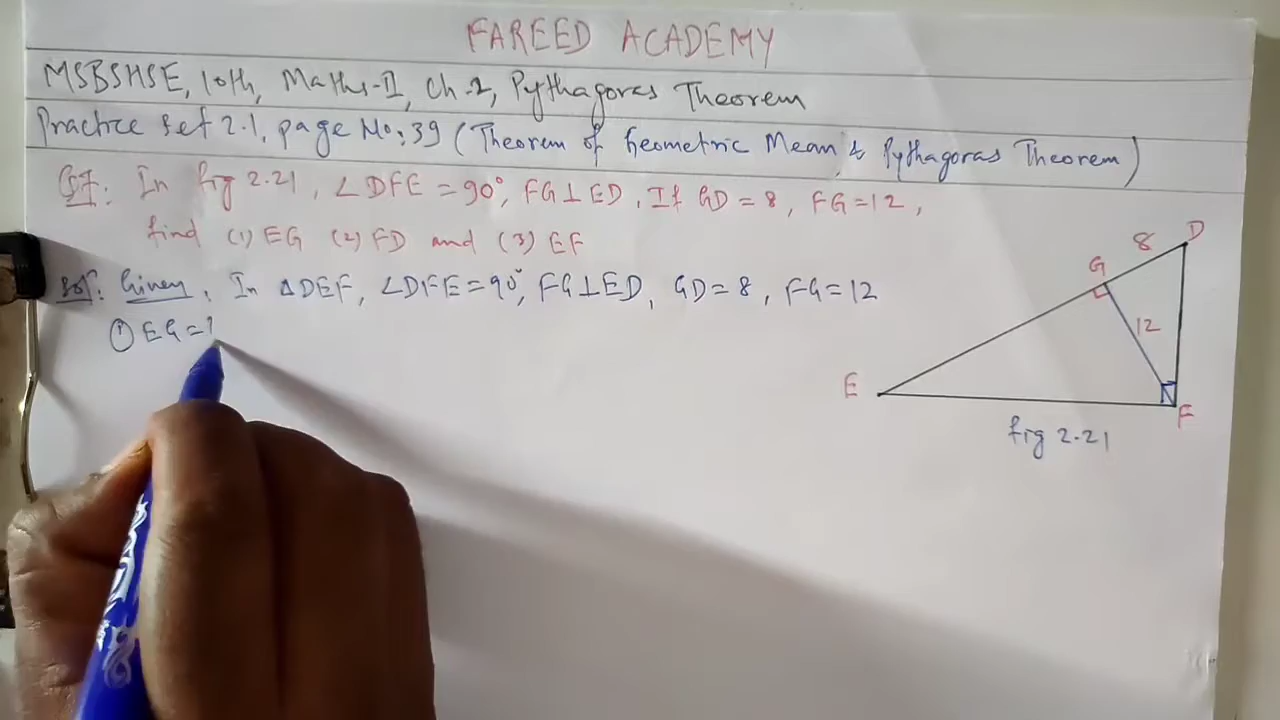 FAREED ACADEMY
MSBSHSE, 10th, Maths-II, Ch-2, Pythagoras Theorem
Practice set 2.1, page No: 39 (Theorem of Geometric Mean & Pythagoras Theorem)
Q7: In fig 2.21, ∠DFE = 90°, FG⊥ED, If GD = 8, FG=12,
find (1) EG (2) FD and (3) EF
Solⁿ: Given, In ΔDEF, ∠DFE=90°, FG⊥ED, GD=8, FG=12
① EG=?
D
8
G
12
E
F
fig 2.21